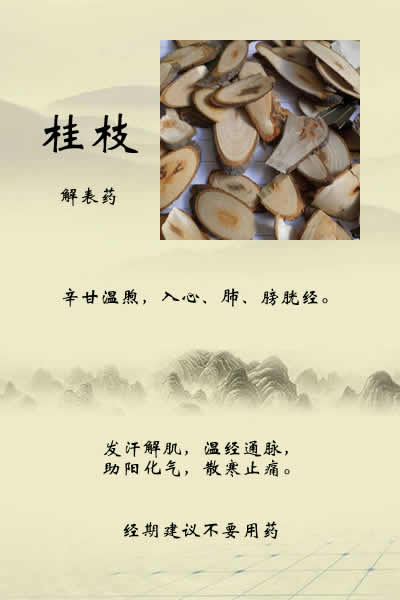 桂枝
解表药
辛甘温煦，入心、肺、膀胱经。
发汗解肌，温经通脉，
助阳化气，散寒止痛。
经期建议不要用药